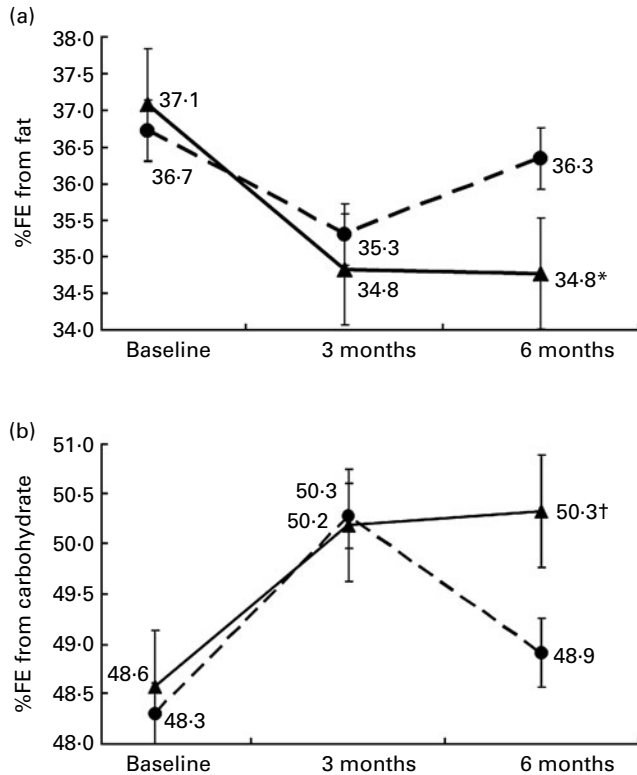 (a)
38·0
37·5
37·0
36·5
36·0
35·5
35·0
34·5
34·0
%FE from fat
37·1
36·7
35·3
34·8
36·3
34·8*
Baseline
3 months
6 months
(b)
51·0
50·5
50·0
49·5
49·0
48·5
48·0
%FE from carbohydrate
48·6
48·3
50·3
50·2
50·3†
48·9
Baseline
3 months
6 months